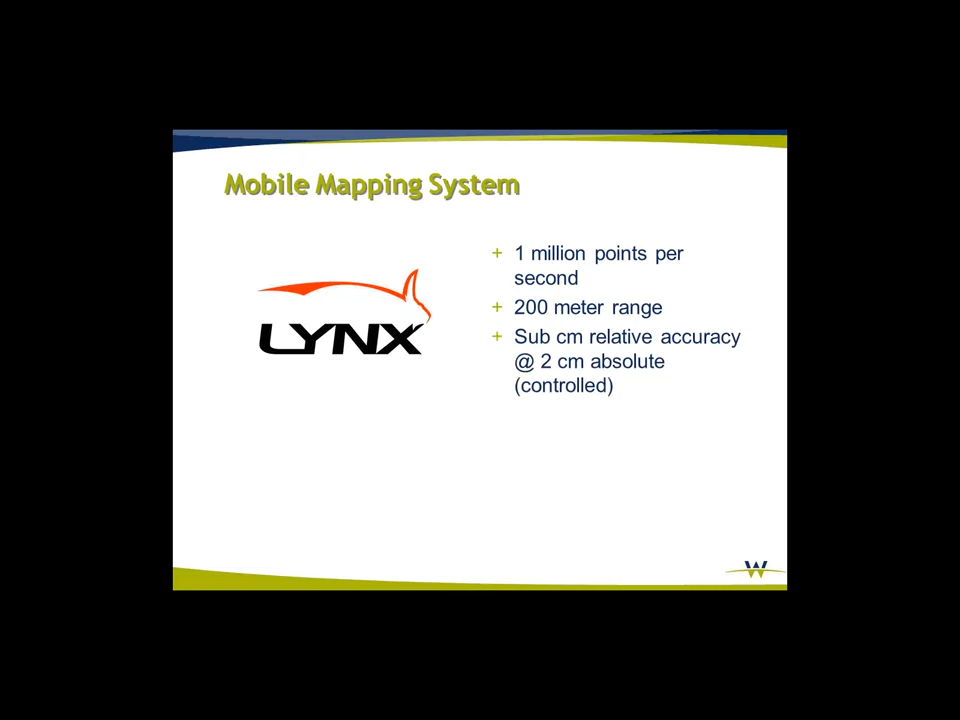 Mobile Mapping System
LYNX
+ 1 million points per
second
+ 200 meter range
+ Sub cm relative accuracy
@ 2 cm absolute
(controlled)
W